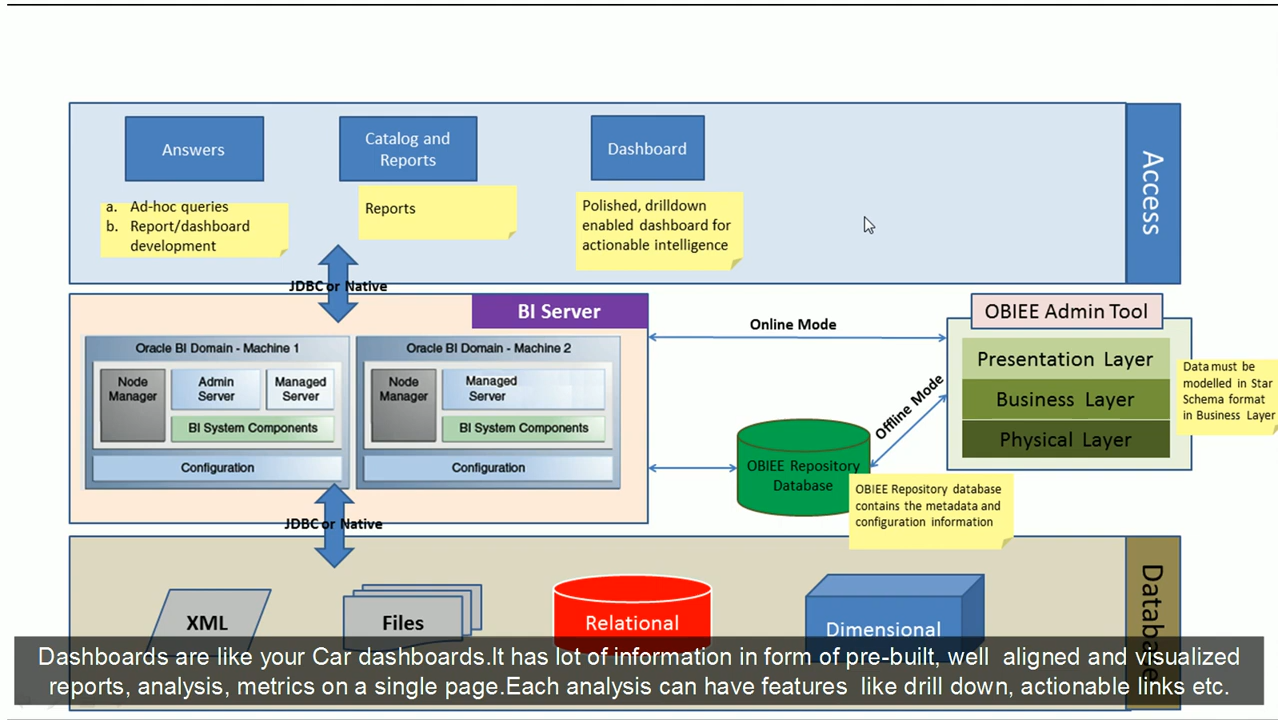 Answers
Catalog and
Reports
Dashboard
Access
a. Ad-hoc queries
b. Report/dashboard
development
Reports
Polished, drilldown
enabled dashboard for
actionable intelligence
JDBC or Native
BI Server
OBIEE Admin Tool
Online Mode
Oracle BI Domain - Machine 1
Node
Manager
Admin
Server
Managed
Server
BI System Components
Configuration
Oracle BI Domain - Machine 2
Node
Manager
Managed
Server
BI System Components
Configuration
Presentation Layer
Business Layer
Physical Layer
Data must be
modelled in Star
Schema format
in Business Layer
Offline Mode
OBIEE Repository
Database
OBIEE Repository database
contains the metadata and
configuration information
JDBC or Native
XML
Files
Relational
Dimensional
Database
Dashboards are like your Car dashboards.It has lot of information in form of pre-built, well aligned and visualized
reports, analysis, metrics on a single page.Each analysis can have features like drill down, actionable links etc.